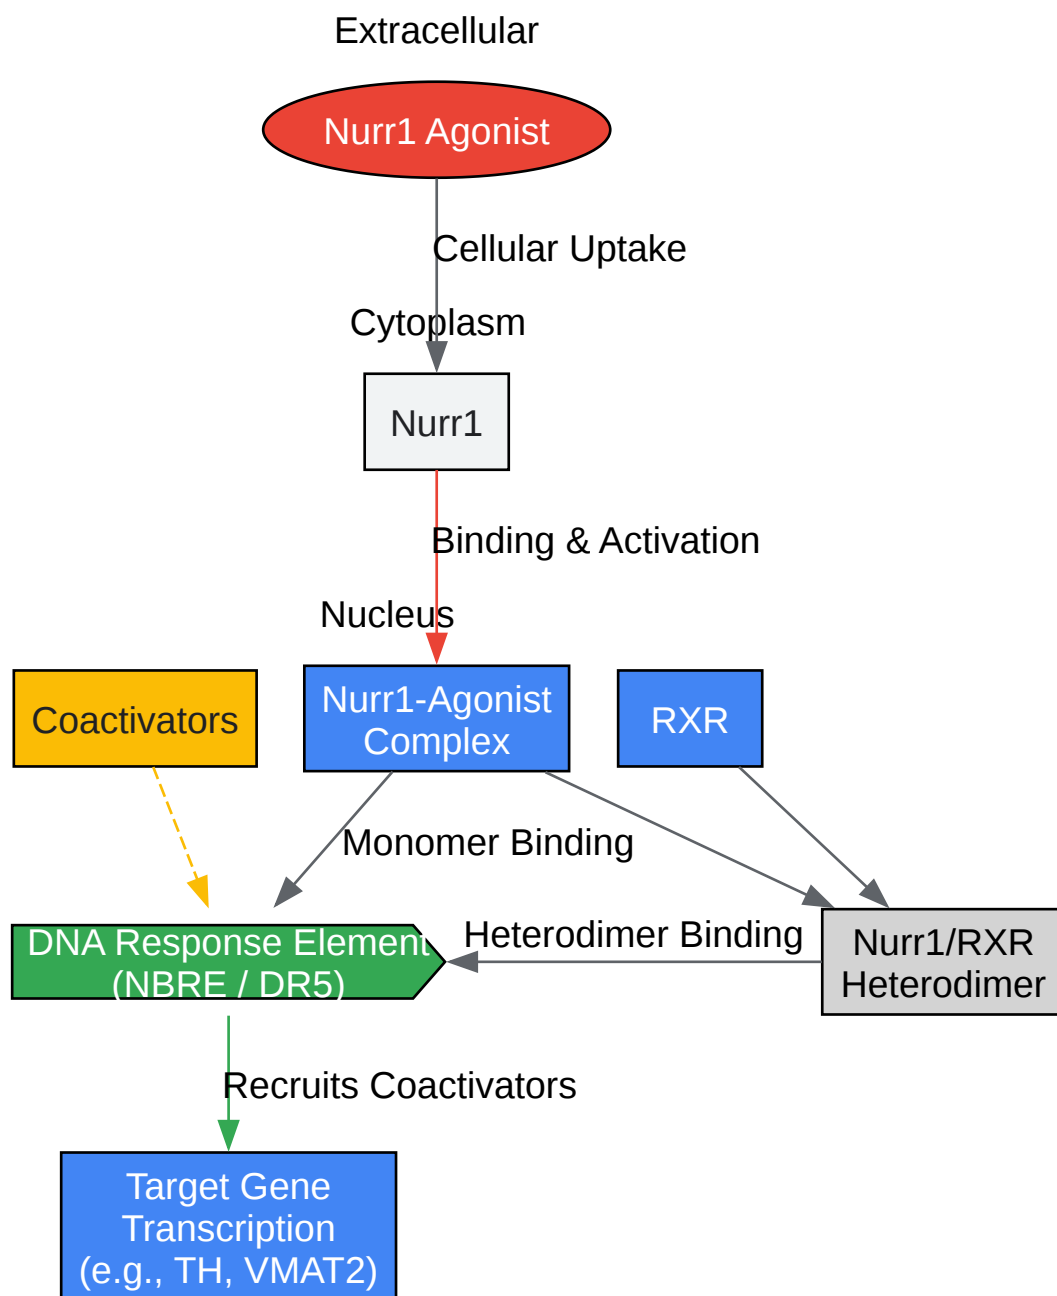 Extracellular
Nurr1 Agonist
Cellular Uptake
Cytoplasm
Nurr1
Binding & Activation
Nucleus
Coactivators
Nurr1-Agonist
Complex
RXR
Monomer Binding
DNA Response Element
(NBRE / DR5)
Heterodimer Binding
Nurr1/RXR
Heterodimer
Recruits Coactivators
Target Gene
Transcription
(e.g., TH, VMAT2)